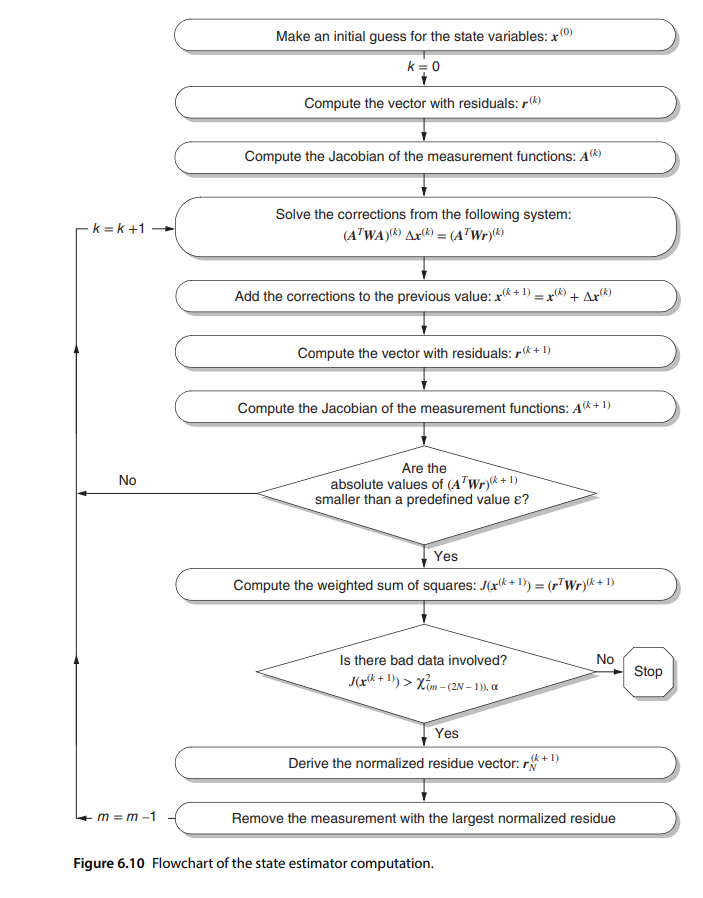 Make an initial guess for the state variables: x^(0)
k = 0
Compute the vector with residuals: r^(k)
Compute the Jacobian of the measurement functions: A^(k)
Solve the corrections from the following system:
(A^T WA)^(k) Δx^(k) = (A^T Wr)^(k)
k = k +1
Add the corrections to the previous value: x^(k + 1) = x^(k) + Δx^(k)
Compute the vector with residuals: r^(k + 1)
Compute the Jacobian of the measurement functions: A^(k + 1)
Are the
absolute values of (A^T Wr)^(k + 1)
smaller than a predefined value ε?
No
Yes
Compute the weighted sum of squares: J(x^(k + 1)) = (r^T Wr)^(k + 1)
Is there bad data involved?
J(x^(k + 1)) > χ^2_(m – (2N – 1)), α
No
Stop
Yes
Derive the normalized residue vector: r_N^(k + 1)
Remove the measurement with the largest normalized residue
m = m –1
Figure 6.10 Flowchart of the state estimator computation.